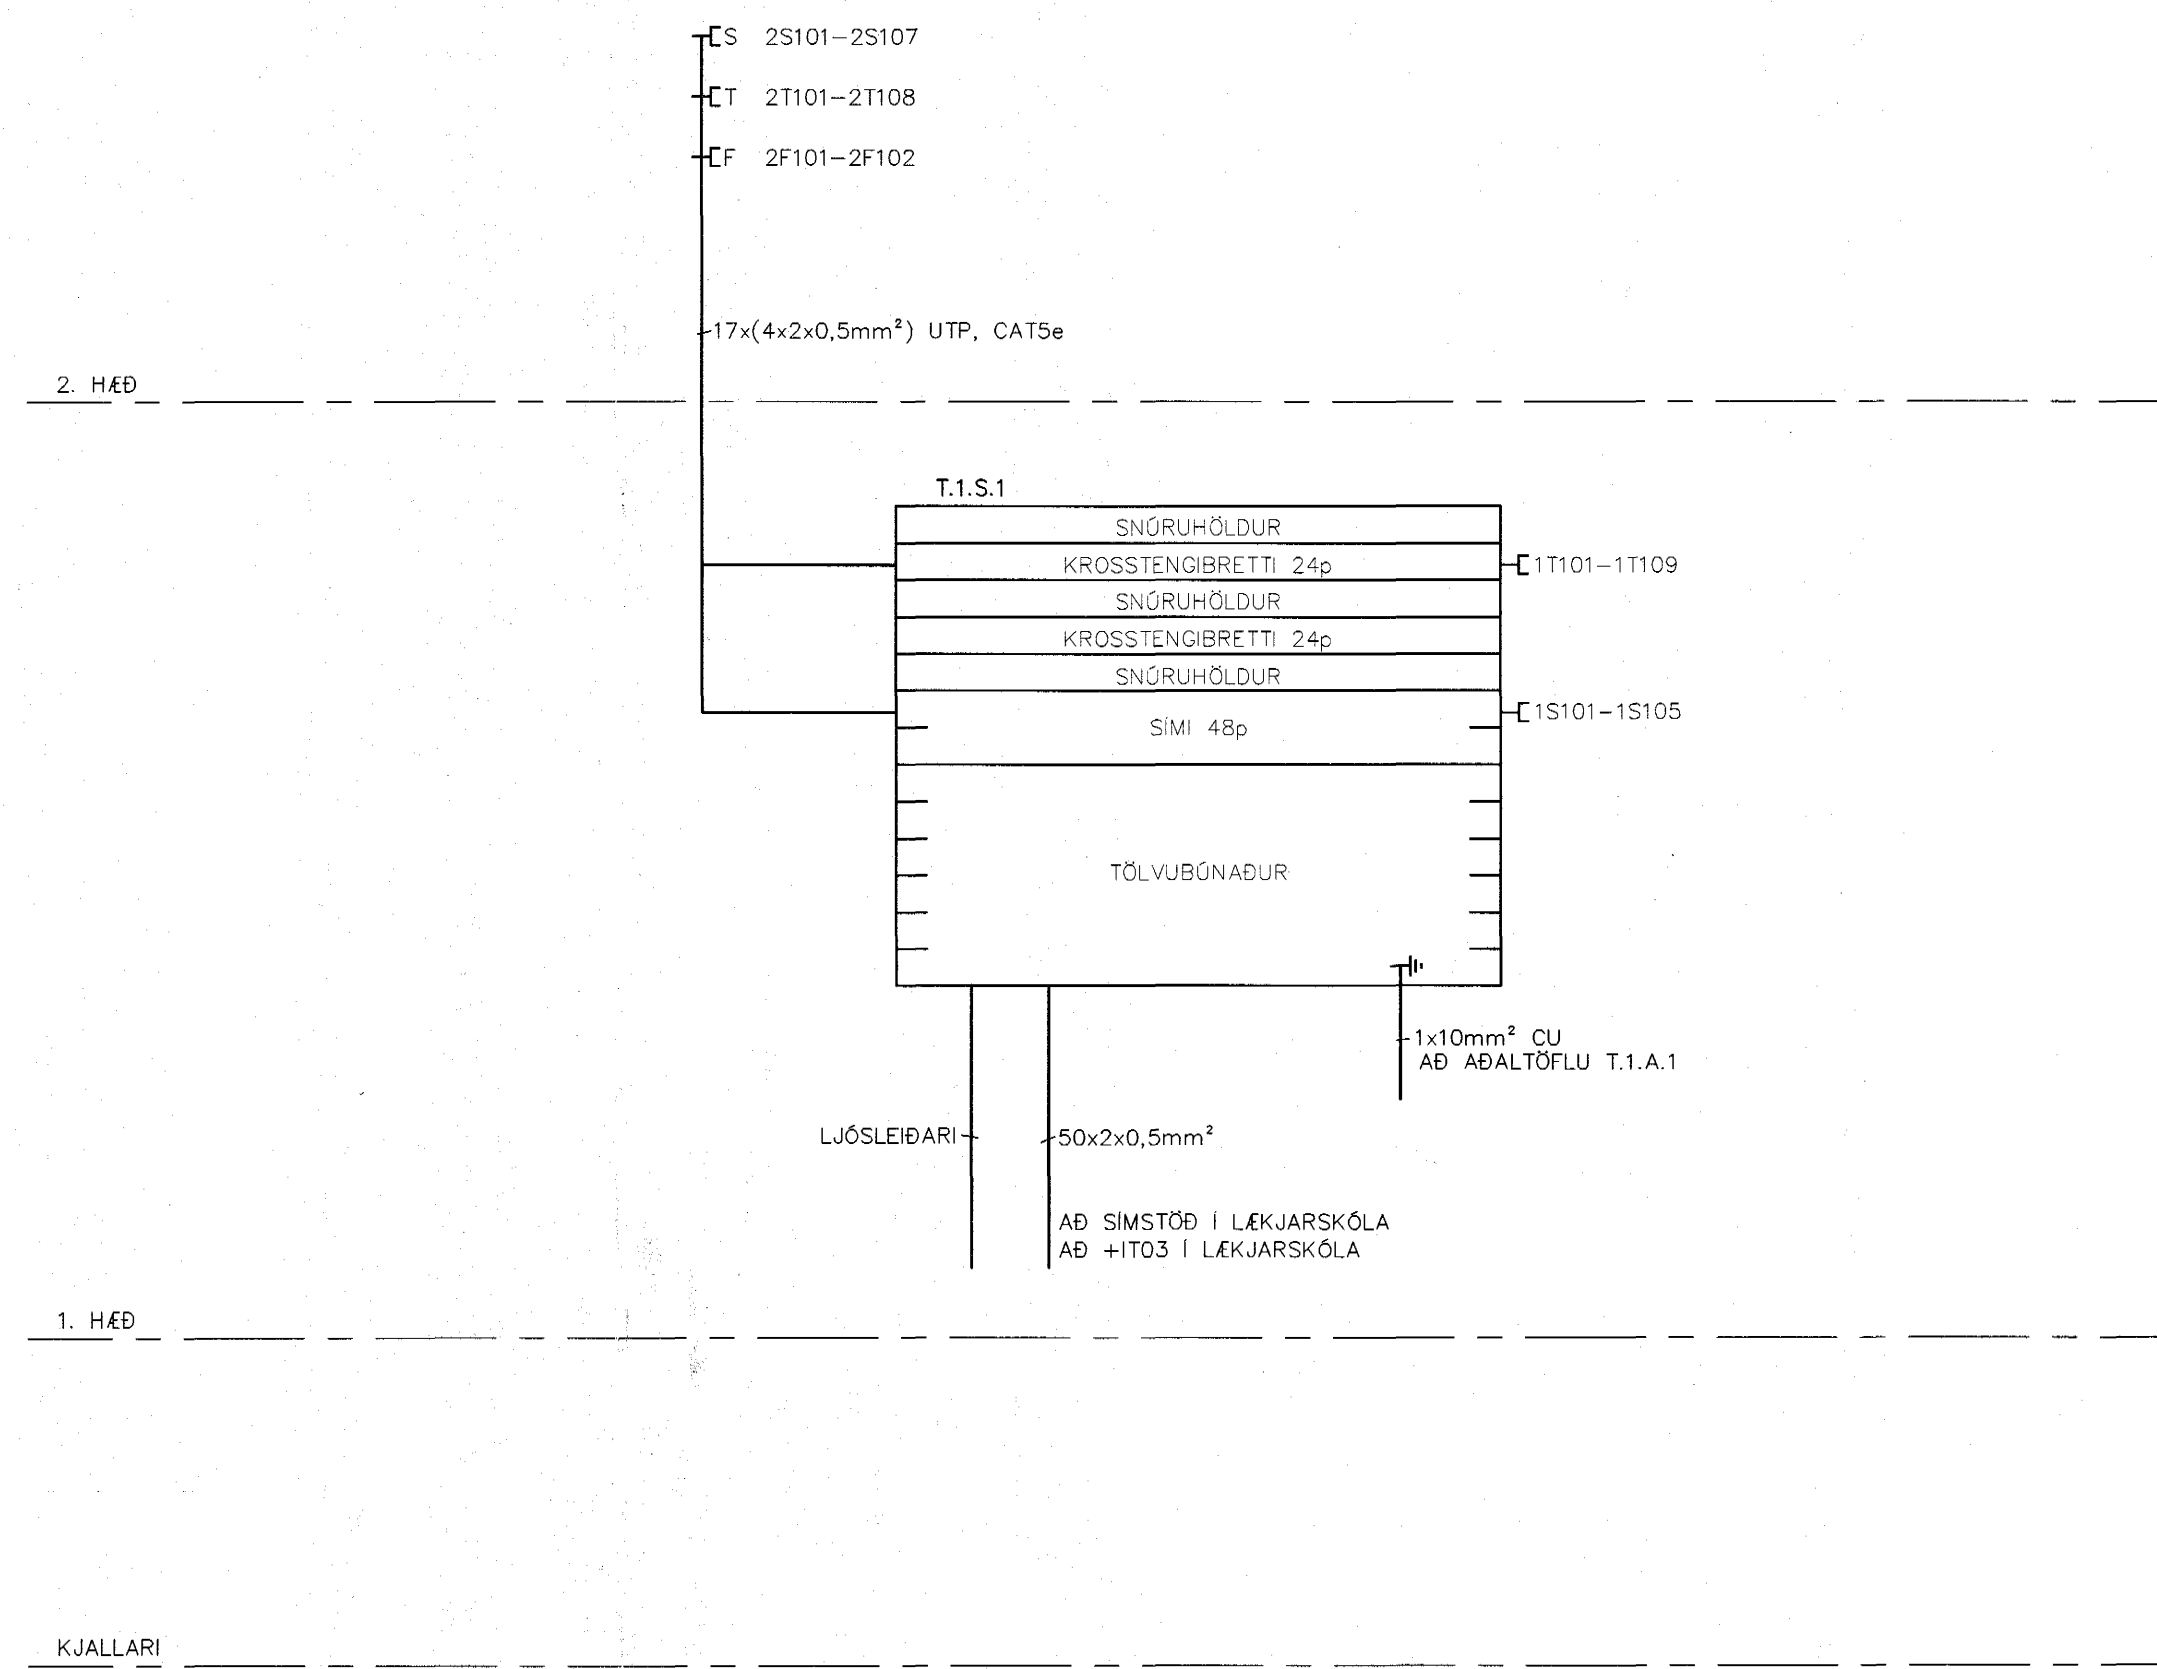 S 2S101-2S107
T 2T101-2T108
F 2F101-2F102
17x(4x2x0,5mm²) UTP, CAT5e
2. HÆÐ
T.1.S.1
SNÚRUHÖLDUR
KROSSTENGIBRETTI 24p
1T101-1T109
SNÚRUHÖLDUR
KROSSTENGIBRETTI 24p
SNÚRUHÖLDUR
1S101-1S105
SÍMI 48p
TÖLVUBÚNAÐUR
1x10mm² CU
AÐ AÐALTÖFLU T.1.A.1
LJÓSLEIÐARI
50x2x0,5mm²
AÐ SÍMSTÖÐ Í LÆKJARSKÓLA
AÐ +IT03 Í LÆKJARSKÓLA
1. HÆÐ
KJALLARI